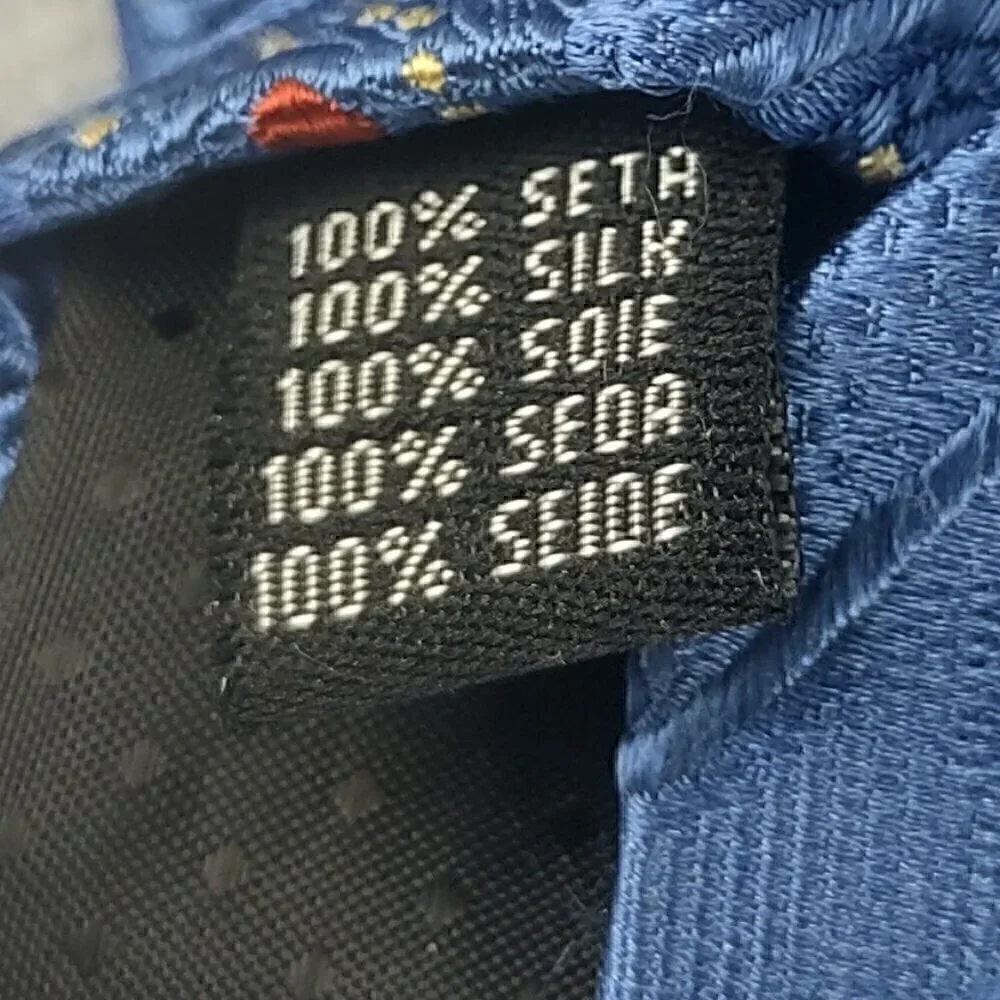 100% SETA
100% SILK
100% SOIE
100% SEDA
100% SEIDE